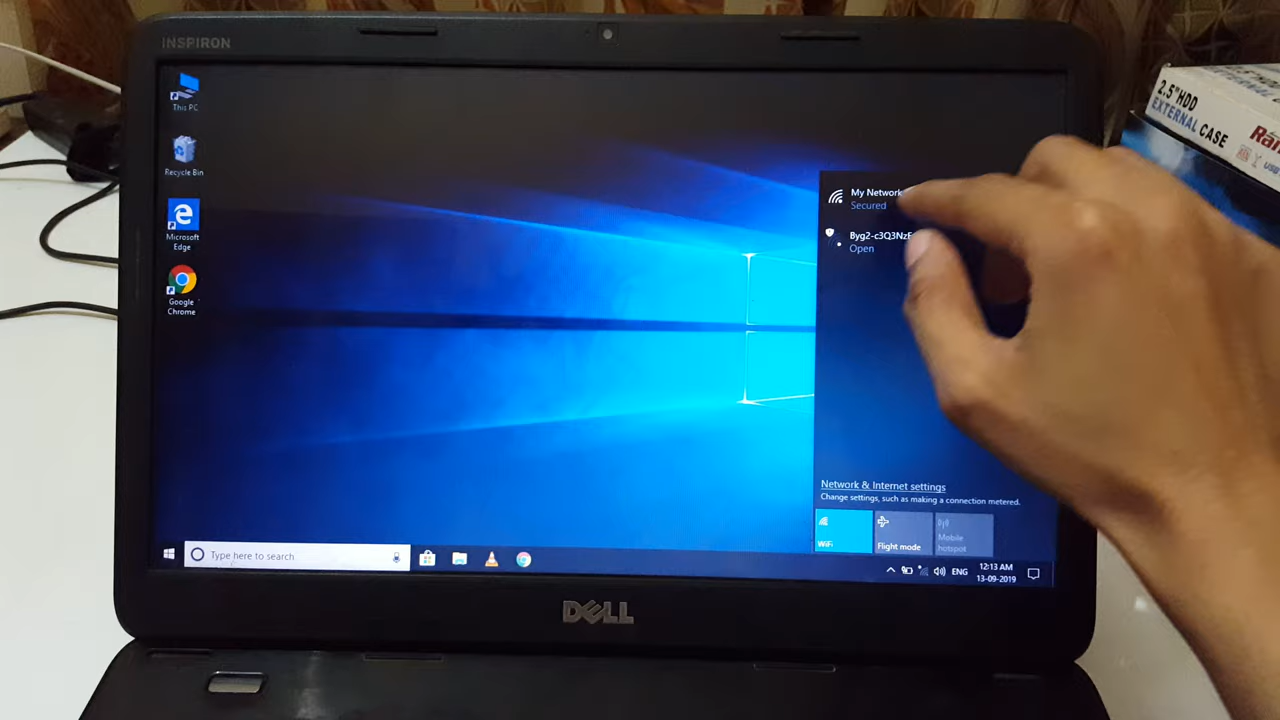 INSPIRON
This PC
Recycle Bin
Microsoft
Edge
Google
Chrome
My Network
Secured
Open
Network & Internet settings
Change settings, such as making a connection metered.
WiFi
Flight mode
Mobile
hotspot
Type here to search
ENG
12:13 AM
13-09-2019
DELL
2.5"HDD
EXTERNAL CASE